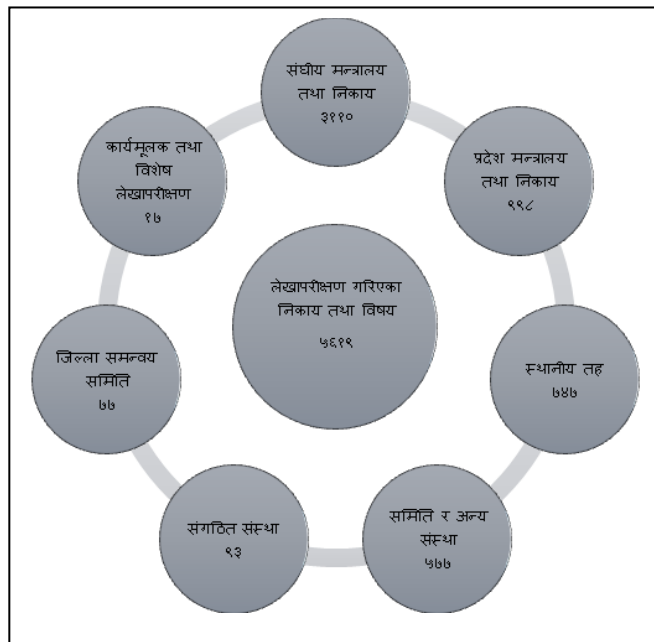 संघीय मन्त्रालय
तथा निकाय
३११०
प्रदेश मन्त्रालय
तथा निकाय
९९८
स्थानीय तह
७४७
समिति र अन्य
संस्था
५७७
संगठित संस्था
९३
जिल्ला समन्वय
समिति
७७
कार्यमूलक तथा
विशेष
लेखापरीक्षण
१७
लेखापरीक्षण गरिएका
निकाय तथा विषय
५६१९